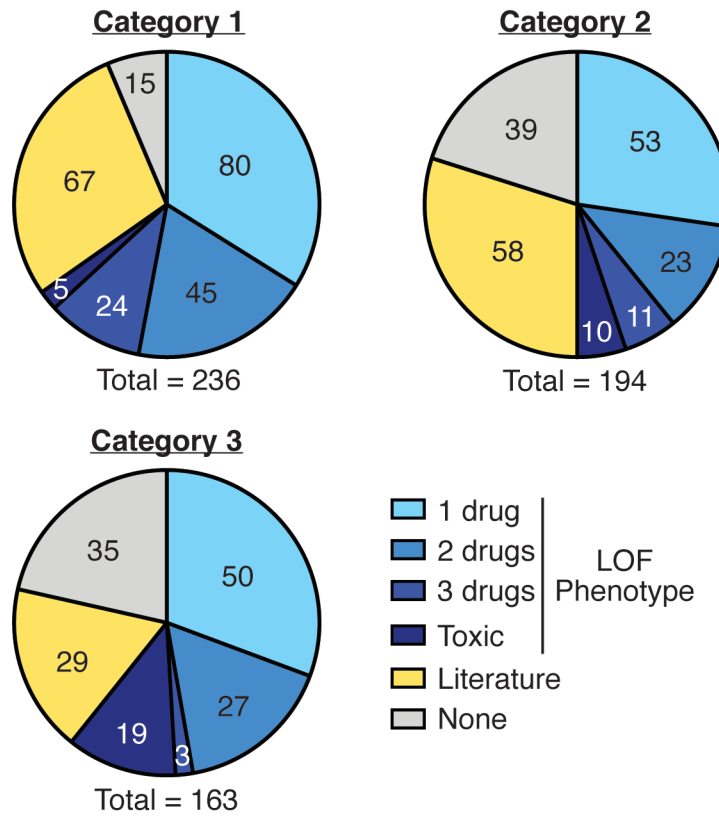 Category 1
15
80
67
5
24
45
Total = 236
Category 2
39
53
58
23
10
11
Total = 194
Category 3
35
50
29
27
19
3
Total = 163
1 drug
2 drugs
3 drugs
Toxic
LOF
Phenotype
Literature
None